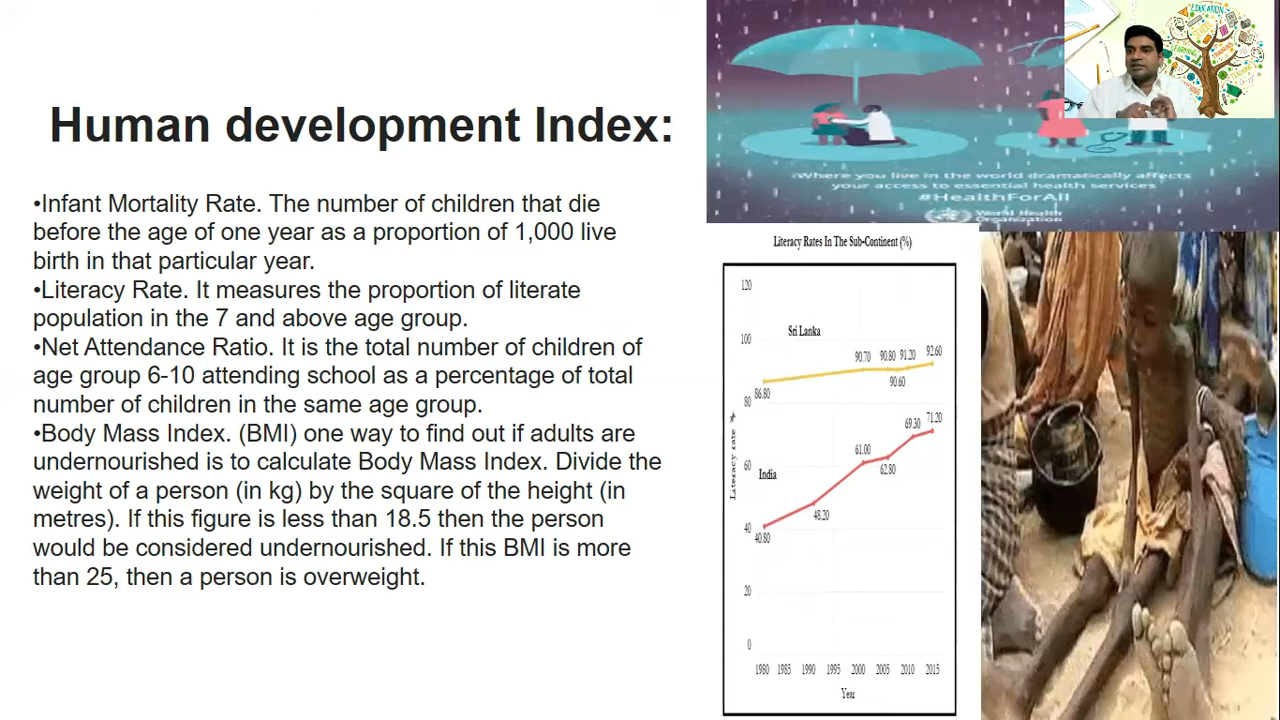 Human development Index:
•Infant Mortality Rate. The number of children that die
before the age of one year as a proportion of 1,000 live
birth in that particular year.
•Literacy Rate. It measures the proportion of literate
population in the 7 and above age group.
•Net Attendance Ratio. It is the total number of children of
age group 6-10 attending school as a percentage of total
number of children in the same age group.
•Body Mass Index. (BMI) one way to find out if adults are
undernourished is to calculate Body Mass Index. Divide the
weight of a person (in kg) by the square of the height (in
metres). If this figure is less than 18.5 then the person
would be considered undernourished. If this BMI is more
than 25, then a person is overweight.
Where you live in the world dramatically affects
your access to essential health services
#HealthForAll
World Health
Organization
EDUCATION
LEARNING
Literacy Rates In The Sub-Continent (%)
120
Sri Lanka
100
90.70 90.80 91.20 92.60
90.60
86.80
80
71.20
69.30
61.00
62.80
60
India
48.20
40
40.80
20
0
Literacy rate
1980 1985 1990 1995 2000 2005 2010 2015
Year